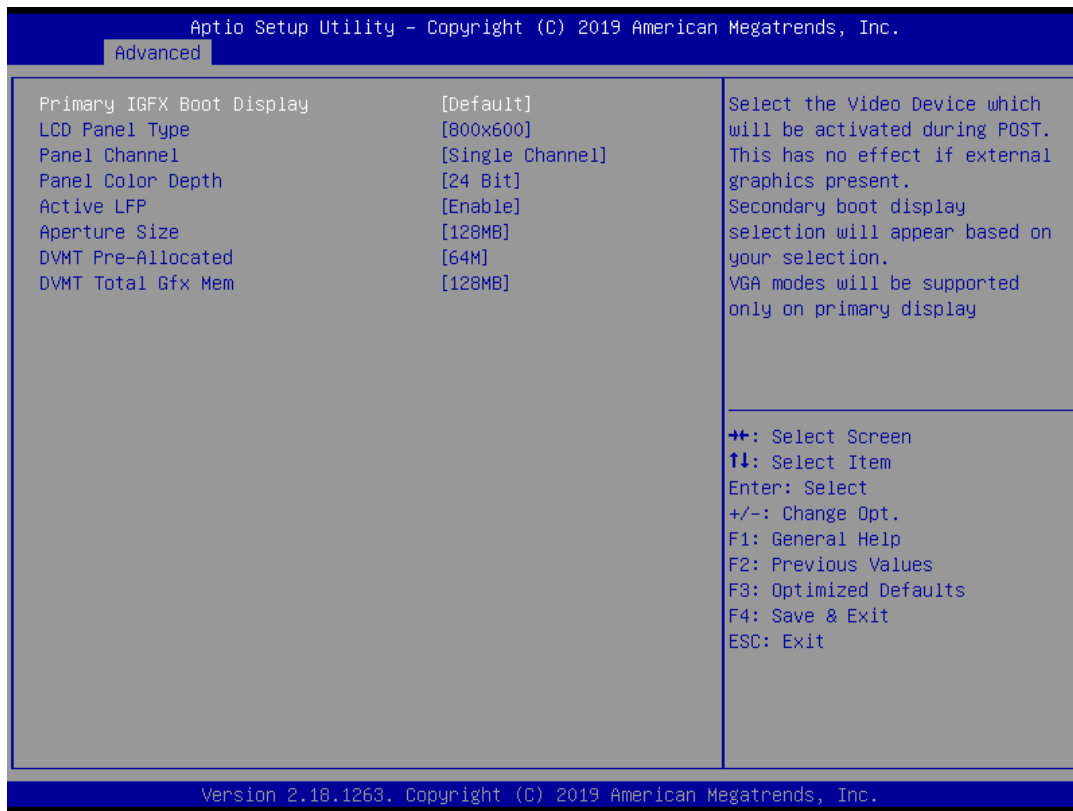 Aptio Setup Utility – Copyright (C) 2019 American Megatrends, Inc.
Advanced
Primary IGFX Boot Display [Default]
LCD Panel Type [800x600]
Panel Channel [Single Channel]
Panel Color Depth [24 Bit]
Active LFP [Enable]
Aperture Size [128MB]
DVMT Pre-Allocated [64M]
DVMT Total Gfx Mem [128MB]
Select the Video Device which
will be activated during POST.
This has no effect if external
graphics present.
Secondary boot display
selection will appear based on
your selection.
VGA modes will be supported
only on primary display
→←: Select Screen
↑↓: Select Item
Enter: Select
+/-: Change Opt.
F1: General Help
F2: Previous Values
F3: Optimized Defaults
F4: Save & Exit
ESC: Exit
Version 2.18.1263. Copyright (C) 2019 American Megatrends, Inc.